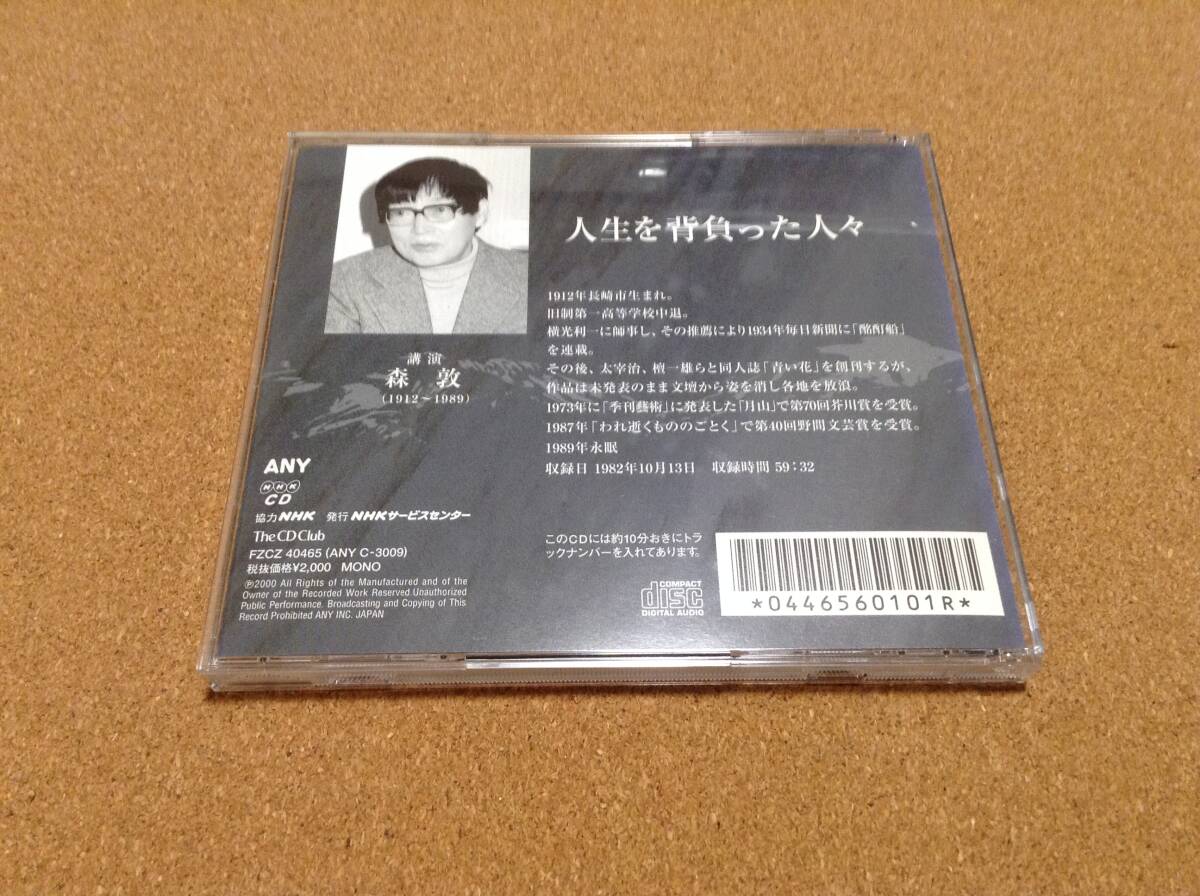 人生を背負った人々
1912年長崎市生まれ。
旧制第一高等学校中退。
横光利一に師事し、その推薦により1934年毎日新聞に「酩酊船」
を連載。
その後、太宰治、檀一雄らと同人誌「青い花」を創刊するが、
作品は未発表のまま文壇から姿を消し各地を放浪。
1973年に「季刊藝術」に発表した「月山」で第70回芥川賞を受賞。
1987年「われ逝くもののごとく」で第40回野間文芸賞を受賞。
1989年永眠
収録日 1982年10月13日 収録時間 59:32
講演
森 敦
(1912〜1989)
ANY
NHK
CD
協力 NHK 発行 NHKサービスセンター
The CD Club
FZCZ 40465 (ANY C-3009)
税抜価格¥2,000 MONO
Ⓟ2000 All Rights of the Manufactured and of the
Owner of the Recorded Work Reserved Unauthorized
Public Performance. Broadcasting and Copying of This
Record Prohibited ANY INC. JAPAN
このCDには約10分おきにトラ
ックナンバーを入れてあります。
COMPACT
disc
DIGITAL AUDIO
*0446560101R*